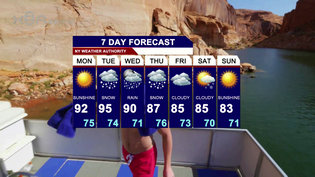 7 DAY FORECAST
NY WEATHER AUTHORITY
MON TUE WED THU FRI SAT SUN
SUNSHINE SNOW RAIN SNOW CLOUDY CLOUDY SUNSHINE
92 95 90 87 85 85 83
75 74 71 76 73 70 71